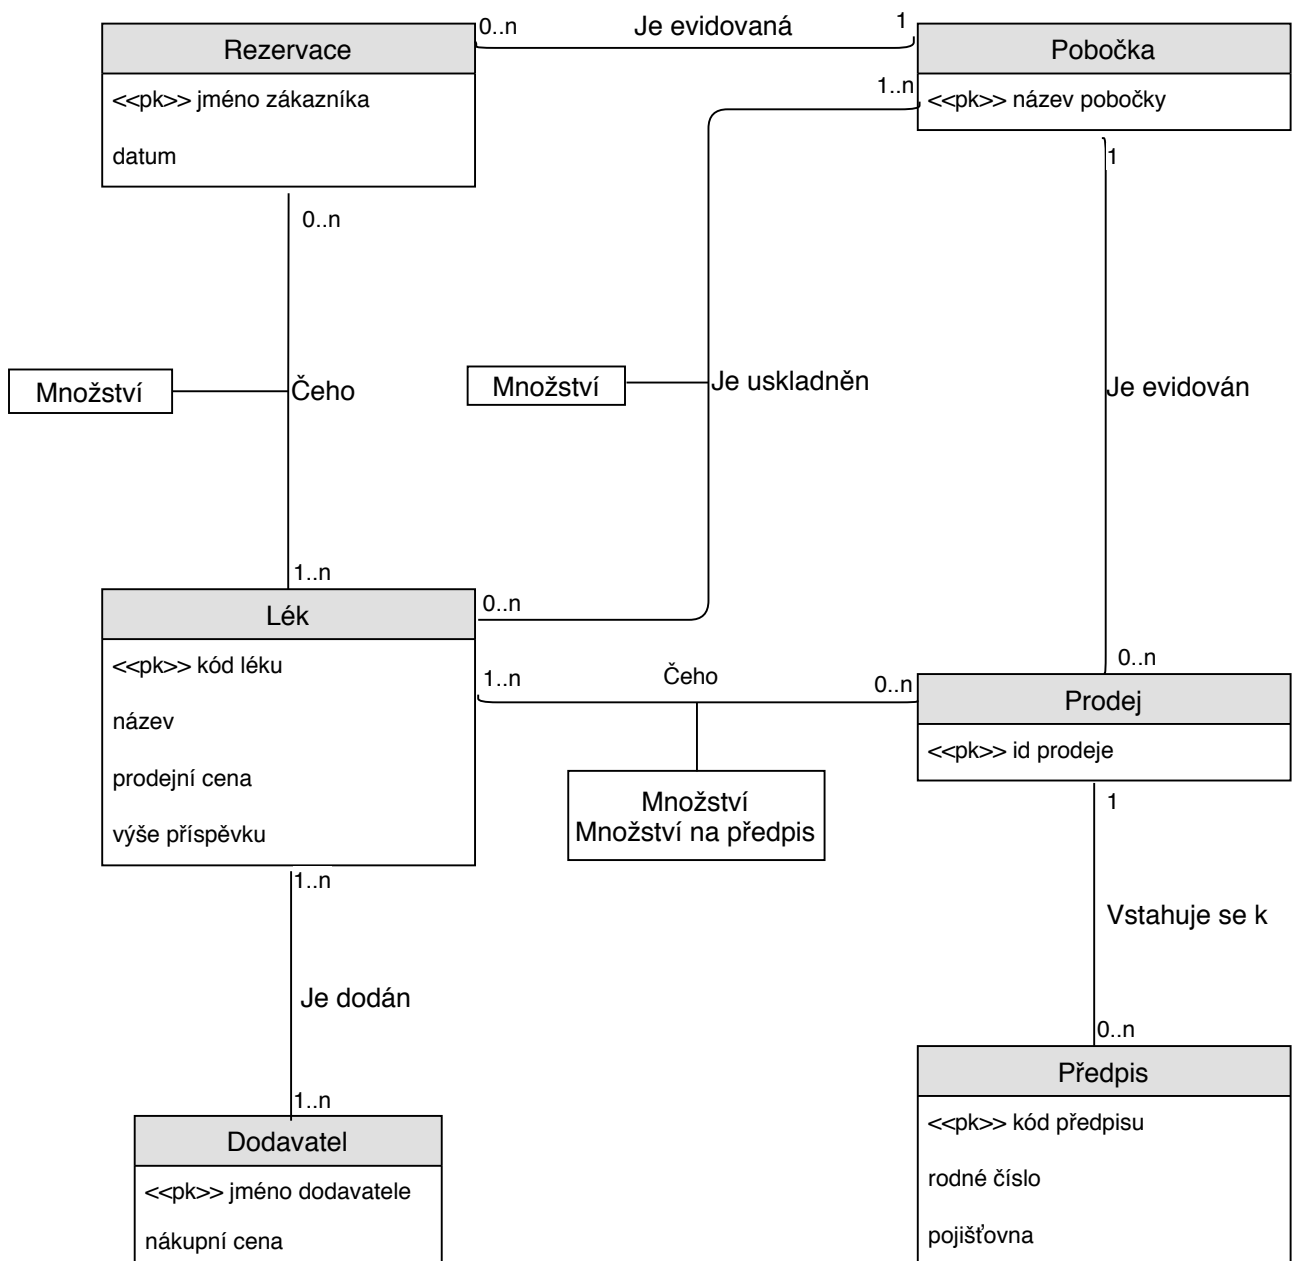 0..n
Je evidovaná
1
Rezervace
<<pk>> jméno zákazníka
datum
Pobočka
<<pk>> název pobočky
1..n
1
0..n
Množství
Čeho
Množství
Je uskladněn
Je evidován
1..n
0..n
Lék
<<pk>> kód léku
název
prodejní cena
výše příspěvku
1..n
Čeho
0..n
0..n
Prodej
<<pk>> id prodeje
Množství
Množství na předpis
1
1..n
Vstahuje se k
Je dodán
0..n
1..n
Předpis
<<pk>> kód předpisu
rodné číslo
pojišťovna
Dodavatel
<<pk>> jméno dodavatele
nákupní cena